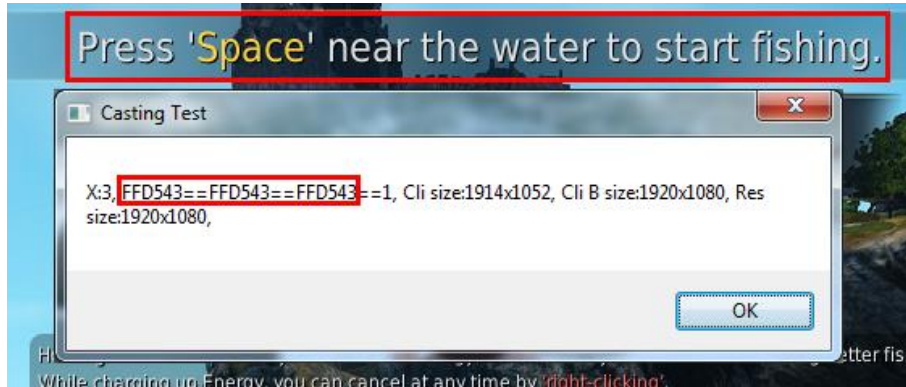 Press 'Space' near the water to start fishing.
Casting Test
X:3, FFD543==FFD543==FFD543==1, Cli size:1914x1052, Cli B size:1920x1080, Res
size:1920x1080,
OK
etter fis
While charging up Energy, you can cancel at any time by 'right-clicking'.